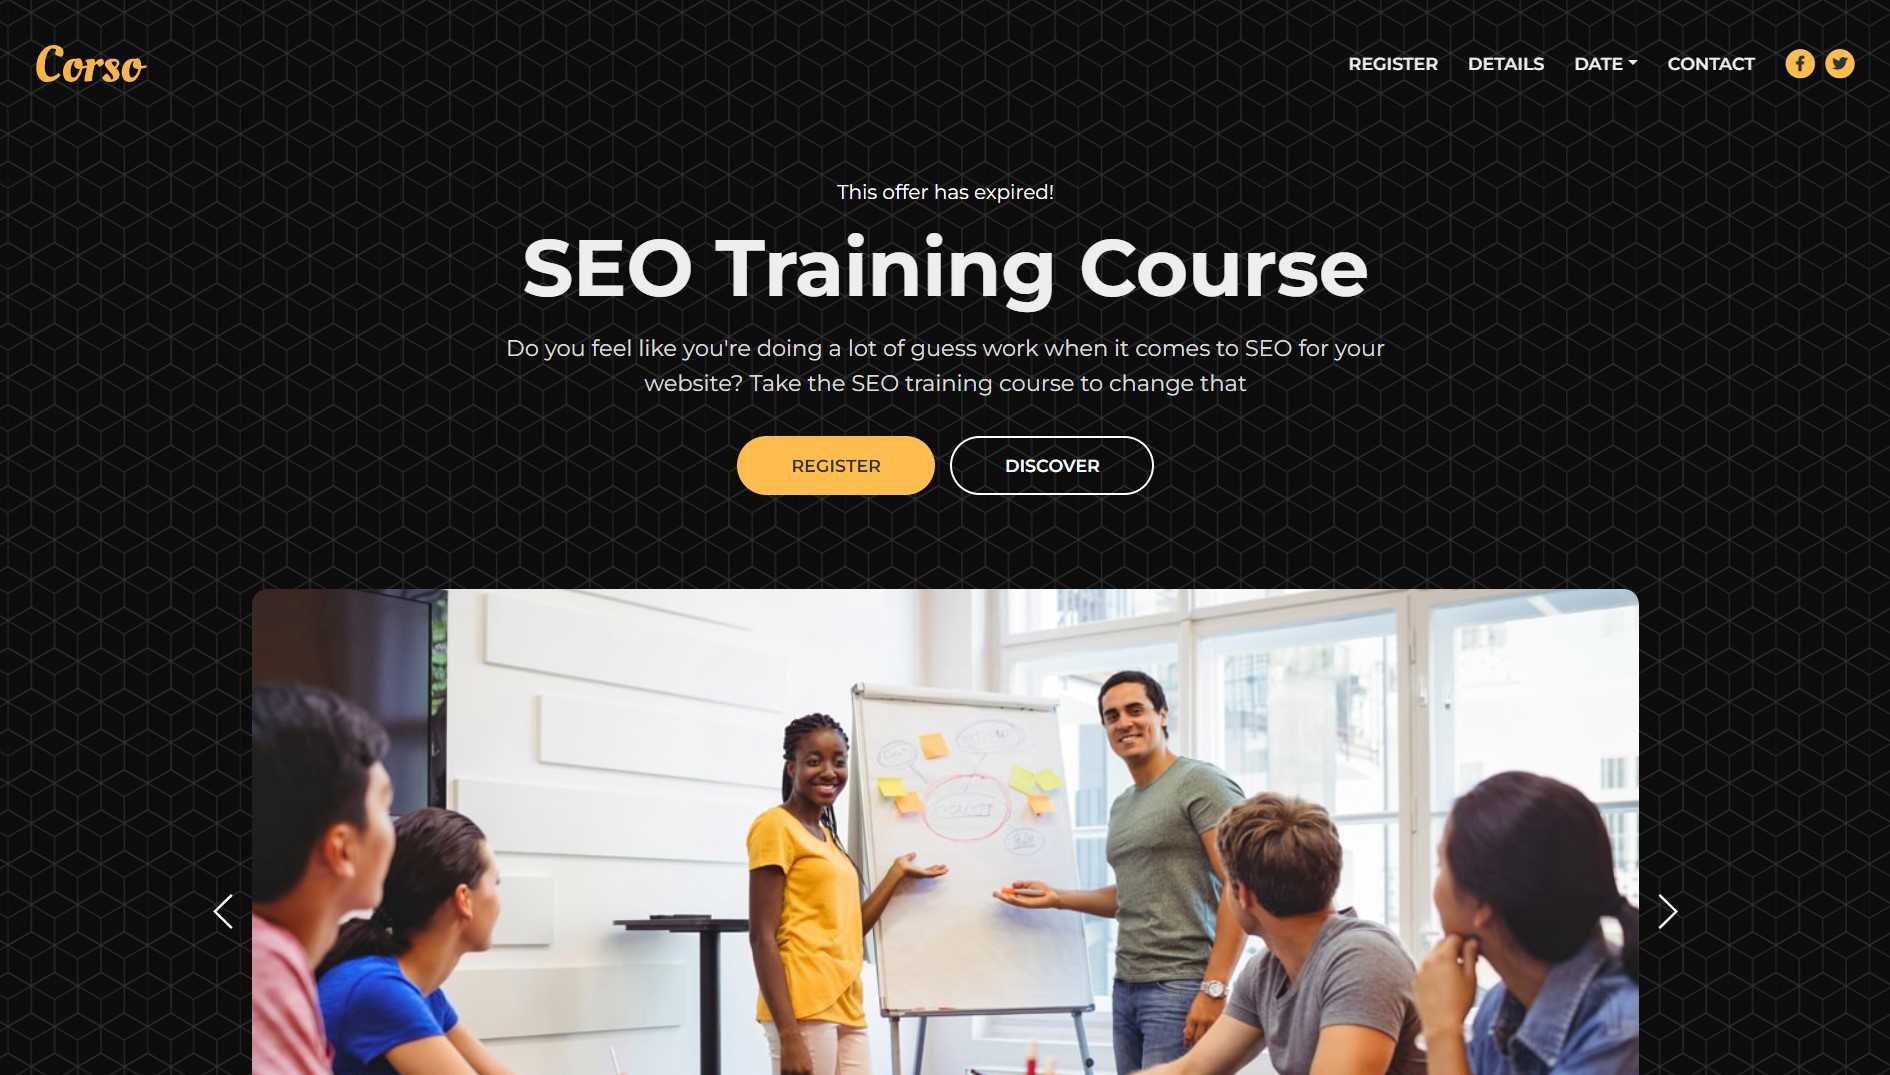 Corso
REGISTER DETAILS DATE CONTACT
This offer has expired!
SEO Training Course
Do you feel like you're doing a lot of guess work when it comes to SEO for your
website? Take the SEO training course to change that
REGISTER DISCOVER